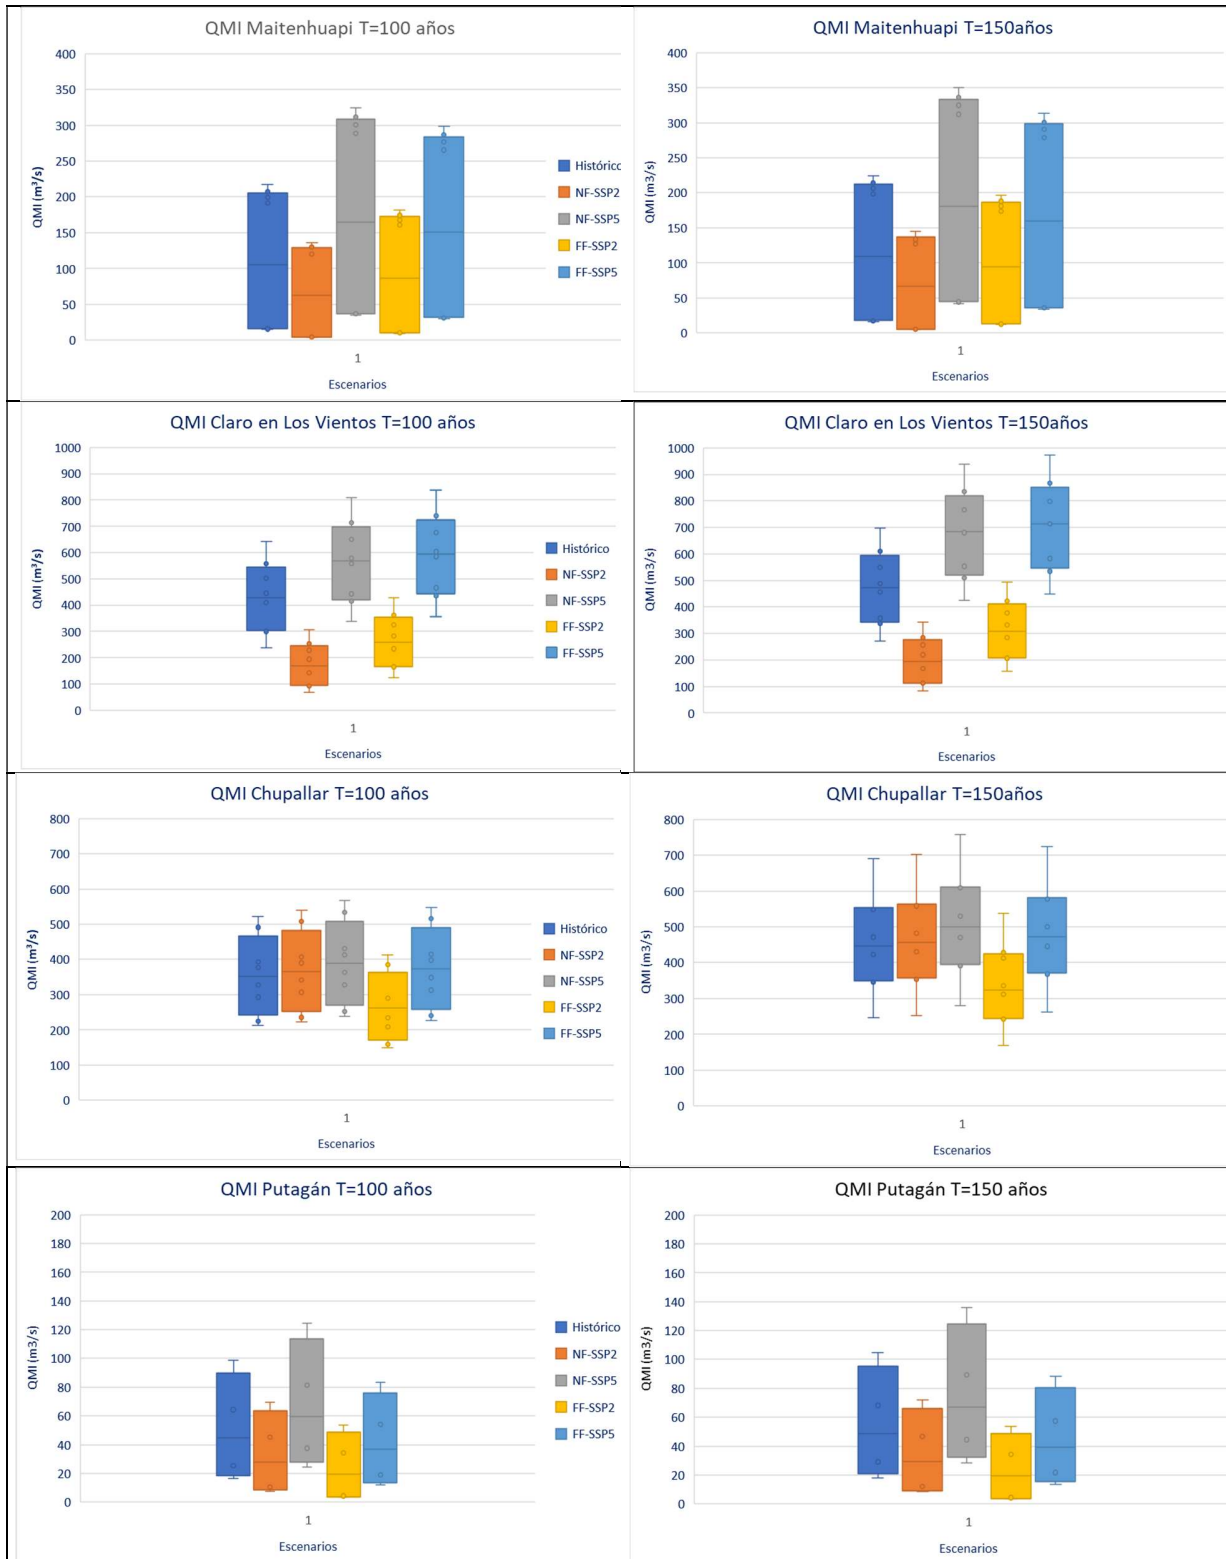 QMI Maitenhuapi T=100 años
QMI (m³/s)
400
350
300
250
200
150
100
50
0
1
Escenarios
Histórico
NF-SSP2
NF-SSP5
FF-SSP2
FF-SSP5
QMI Maitenhuapi T=150años
QMI (m3/s)
400
350
300
250
200
150
100
50
0
1
Escenarios
QMI Claro en Los Vientos T=100 años
QMI (m³/s)
1000
900
800
700
600
500
400
300
200
100
0
1
Escenarios
Histórico
NF-SSP2
NF-SSP5
FF-SSP2
FF-SSP5
QMI Claro en Los Vientos T=150años
QMI (m3/s)
1000
900
800
700
600
500
400
300
200
100
0
1
Escenarios
QMI Chupallar T=100 años
QMI (m³/s)
800
700
600
500
400
300
200
100
0
1
Escenarios
Histórico
NF-SSP2
NF-SSP5
FF-SSP2
FF-SSP5
QMI Chupallar T=150años
QMI (m3/s)
800
700
600
500
400
300
200
100
0
1
Escenarios
QMI Putagán T=100 años
QMI (m3/s)
200
180
160
140
120
100
80
60
40
20
0
1
Escenarios
Histórico
NF-SSP2
NF-SSP5
FF-SSP2
FF-SSP5
QMI Putagán T=150 años
QMI (m3/s)
200
180
160
140
120
100
80
60
40
20
0
1
Escenarios